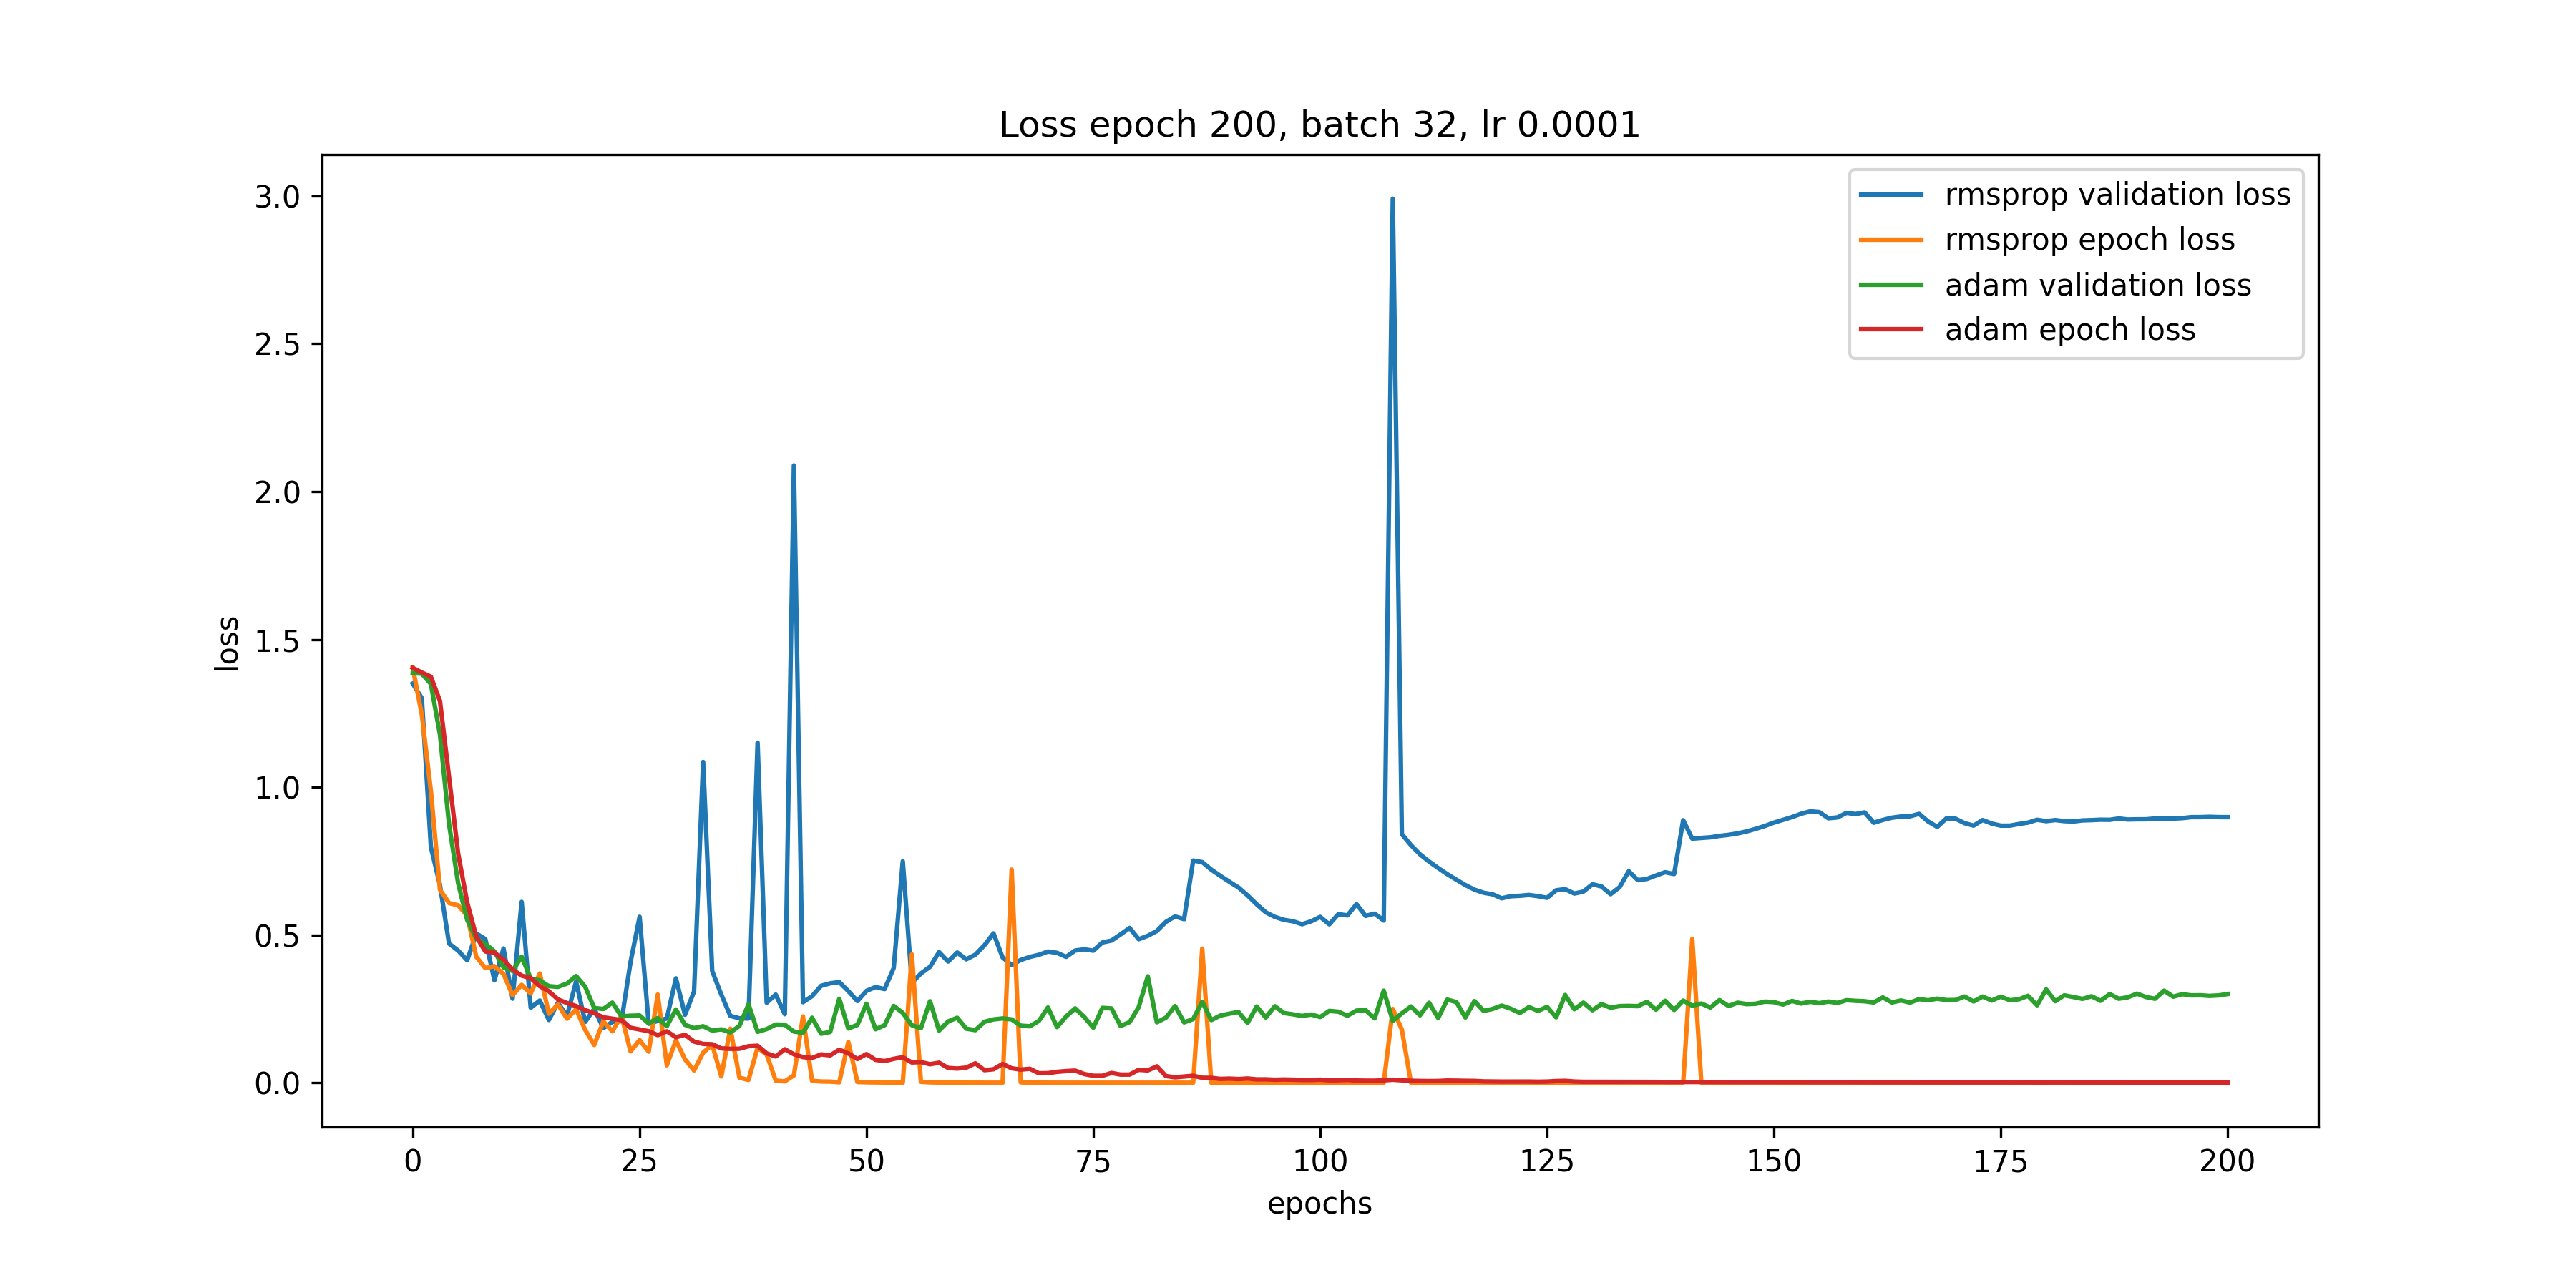 Loss epoch 200, batch 32, lr 0.0001
rmsprop validation loss
rmsprop epoch loss
adam validation loss
adam epoch loss
3.0
2.5
2.0
1.5
1.0
0.5
0.0
loss
0 25 50 75 100 125 150 175 200
epochs